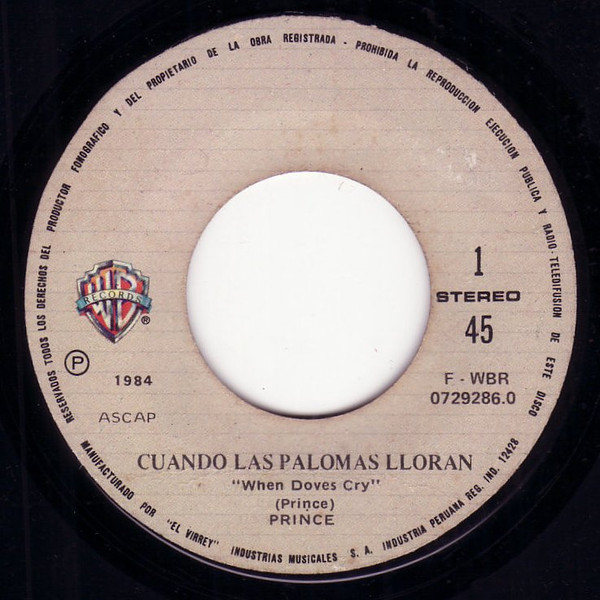 RESERVADOS TODOS LOS DERECHOS DEL PRODUCTOR FONOGRAFICO Y DEL PROPIETARIO DE LA OBRA REGISTRADA - PROHIBIDA LA REPRODUCCION EJECUCION PUBLICA Y RADIO-TELEDIFUSION DE ESTE DISCO
WB
RECORDS
®
1
STEREO
45
P
1984
ASCAP
F - WBR
0729286.0
CUANDO LAS PALOMAS LLORAN
"When Doves Cry"
(Prince)
PRINCE
MANUFACTURADO POR "EL VIRREY" INDUSTRIAS MUSICALES S. A. INDUSTRIA PERUANA REG. IND. 12428